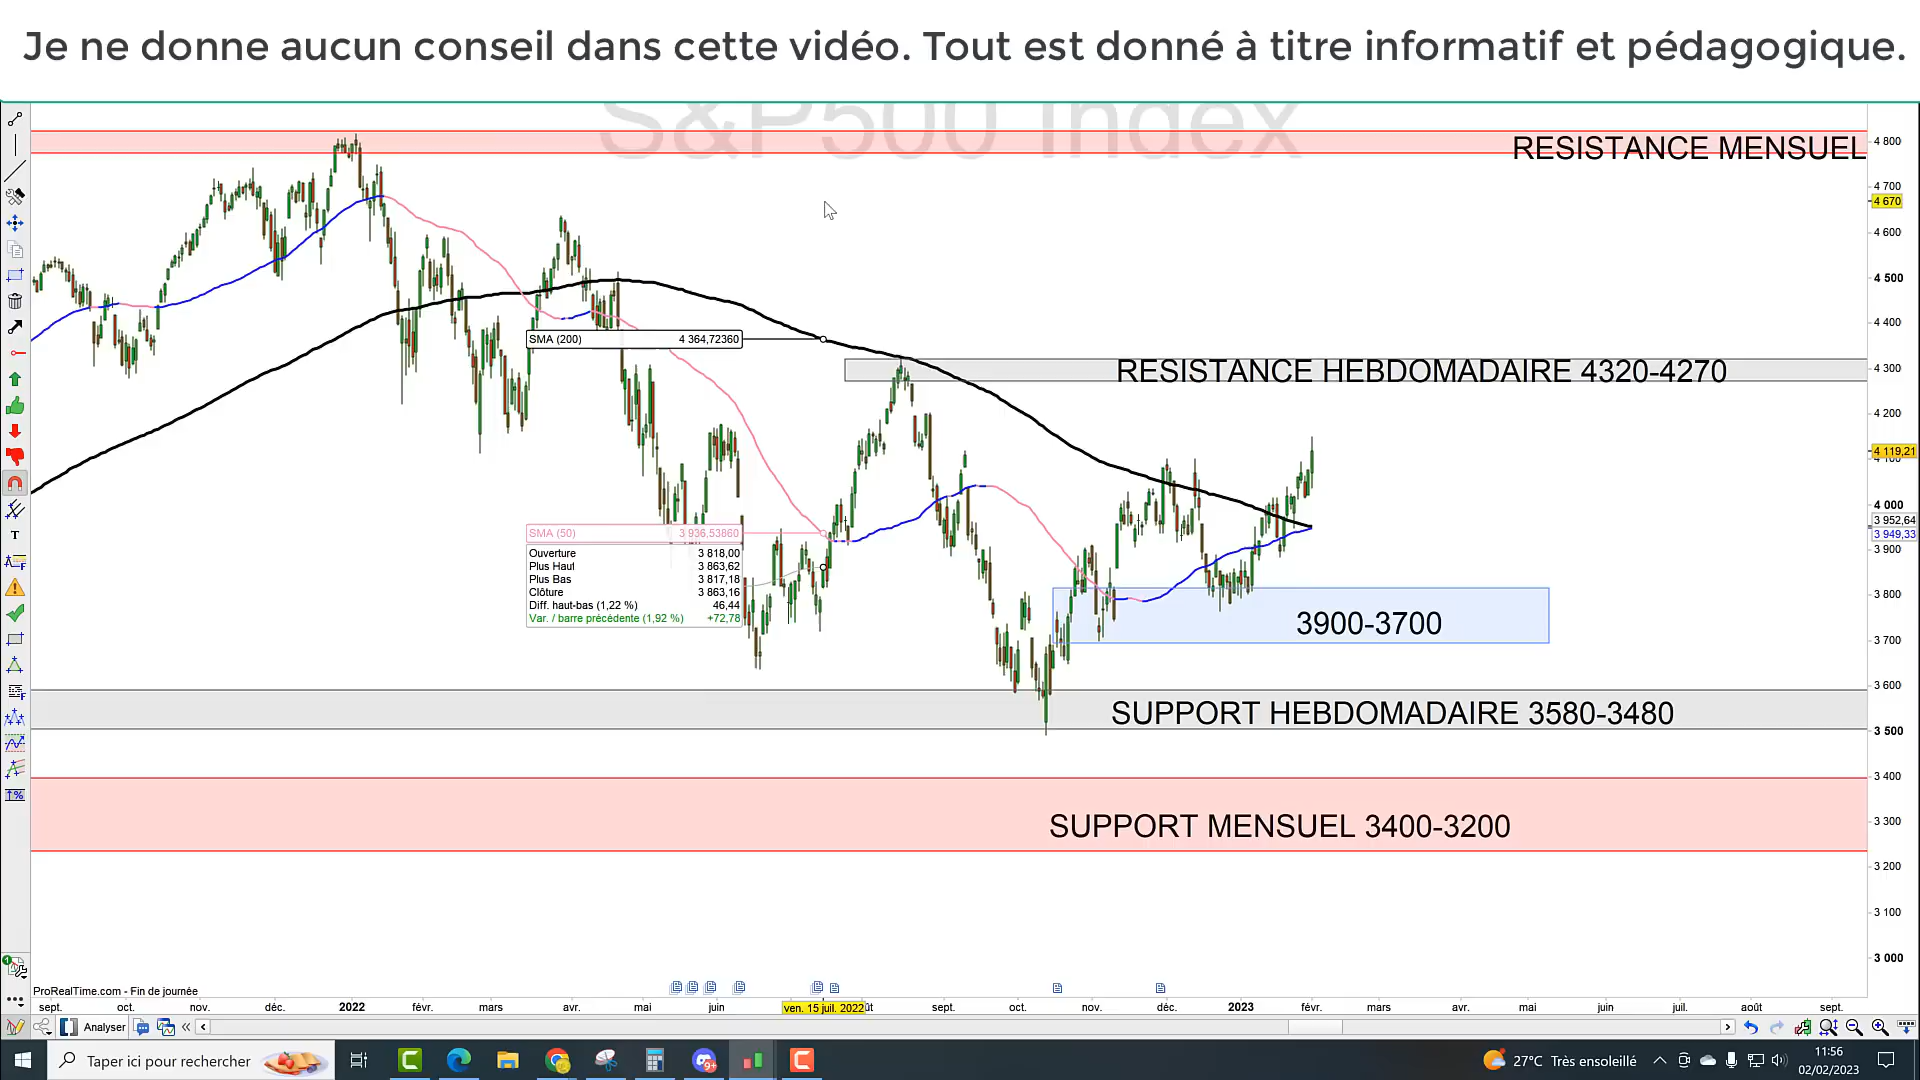 Je ne donne aucun conseil dans cette vidéo. Tout est donné à titre informatif et pédagogique.
S&P500 Index
RESISTANCE MENSUEL
4 800
4 700
4 670
4 600
4 500
4 400
SMA (200) 4 364,72360
RESISTANCE HEBDOMADAIRE 4320-4270
4 300
4 200
4 119,21
4 100
4 000
3 952,64
3 949,33
SMA (50) 3 936,53860
Ouverture 3 818,00
Plus Haut 3 863,62
Plus Bas 3 817,18
Clôture 3 863,16
Diff. haut-bas (1,22 %) 46,44
Var. / barre précédente (1,92 %) +72,78
3 900
3 800
3900-3700
3 700
3 600
SUPPORT HEBDOMADAIRE 3580-3480
3 500
3 400
SUPPORT MENSUEL 3400-3200
3 300
3 200
3 100
3 000
ProRealTime.com - Fin de journée
sept. oct. nov. déc. 2022 févr. mars avr. mai juin ven. 15 juil. 2022 ût sept. oct. nov. déc. 2023 févr. mars mai juin juil. août sept.
Analyser
Taper ici pour rechercher
27°C Très ensoleillé
11:56
02/02/2023